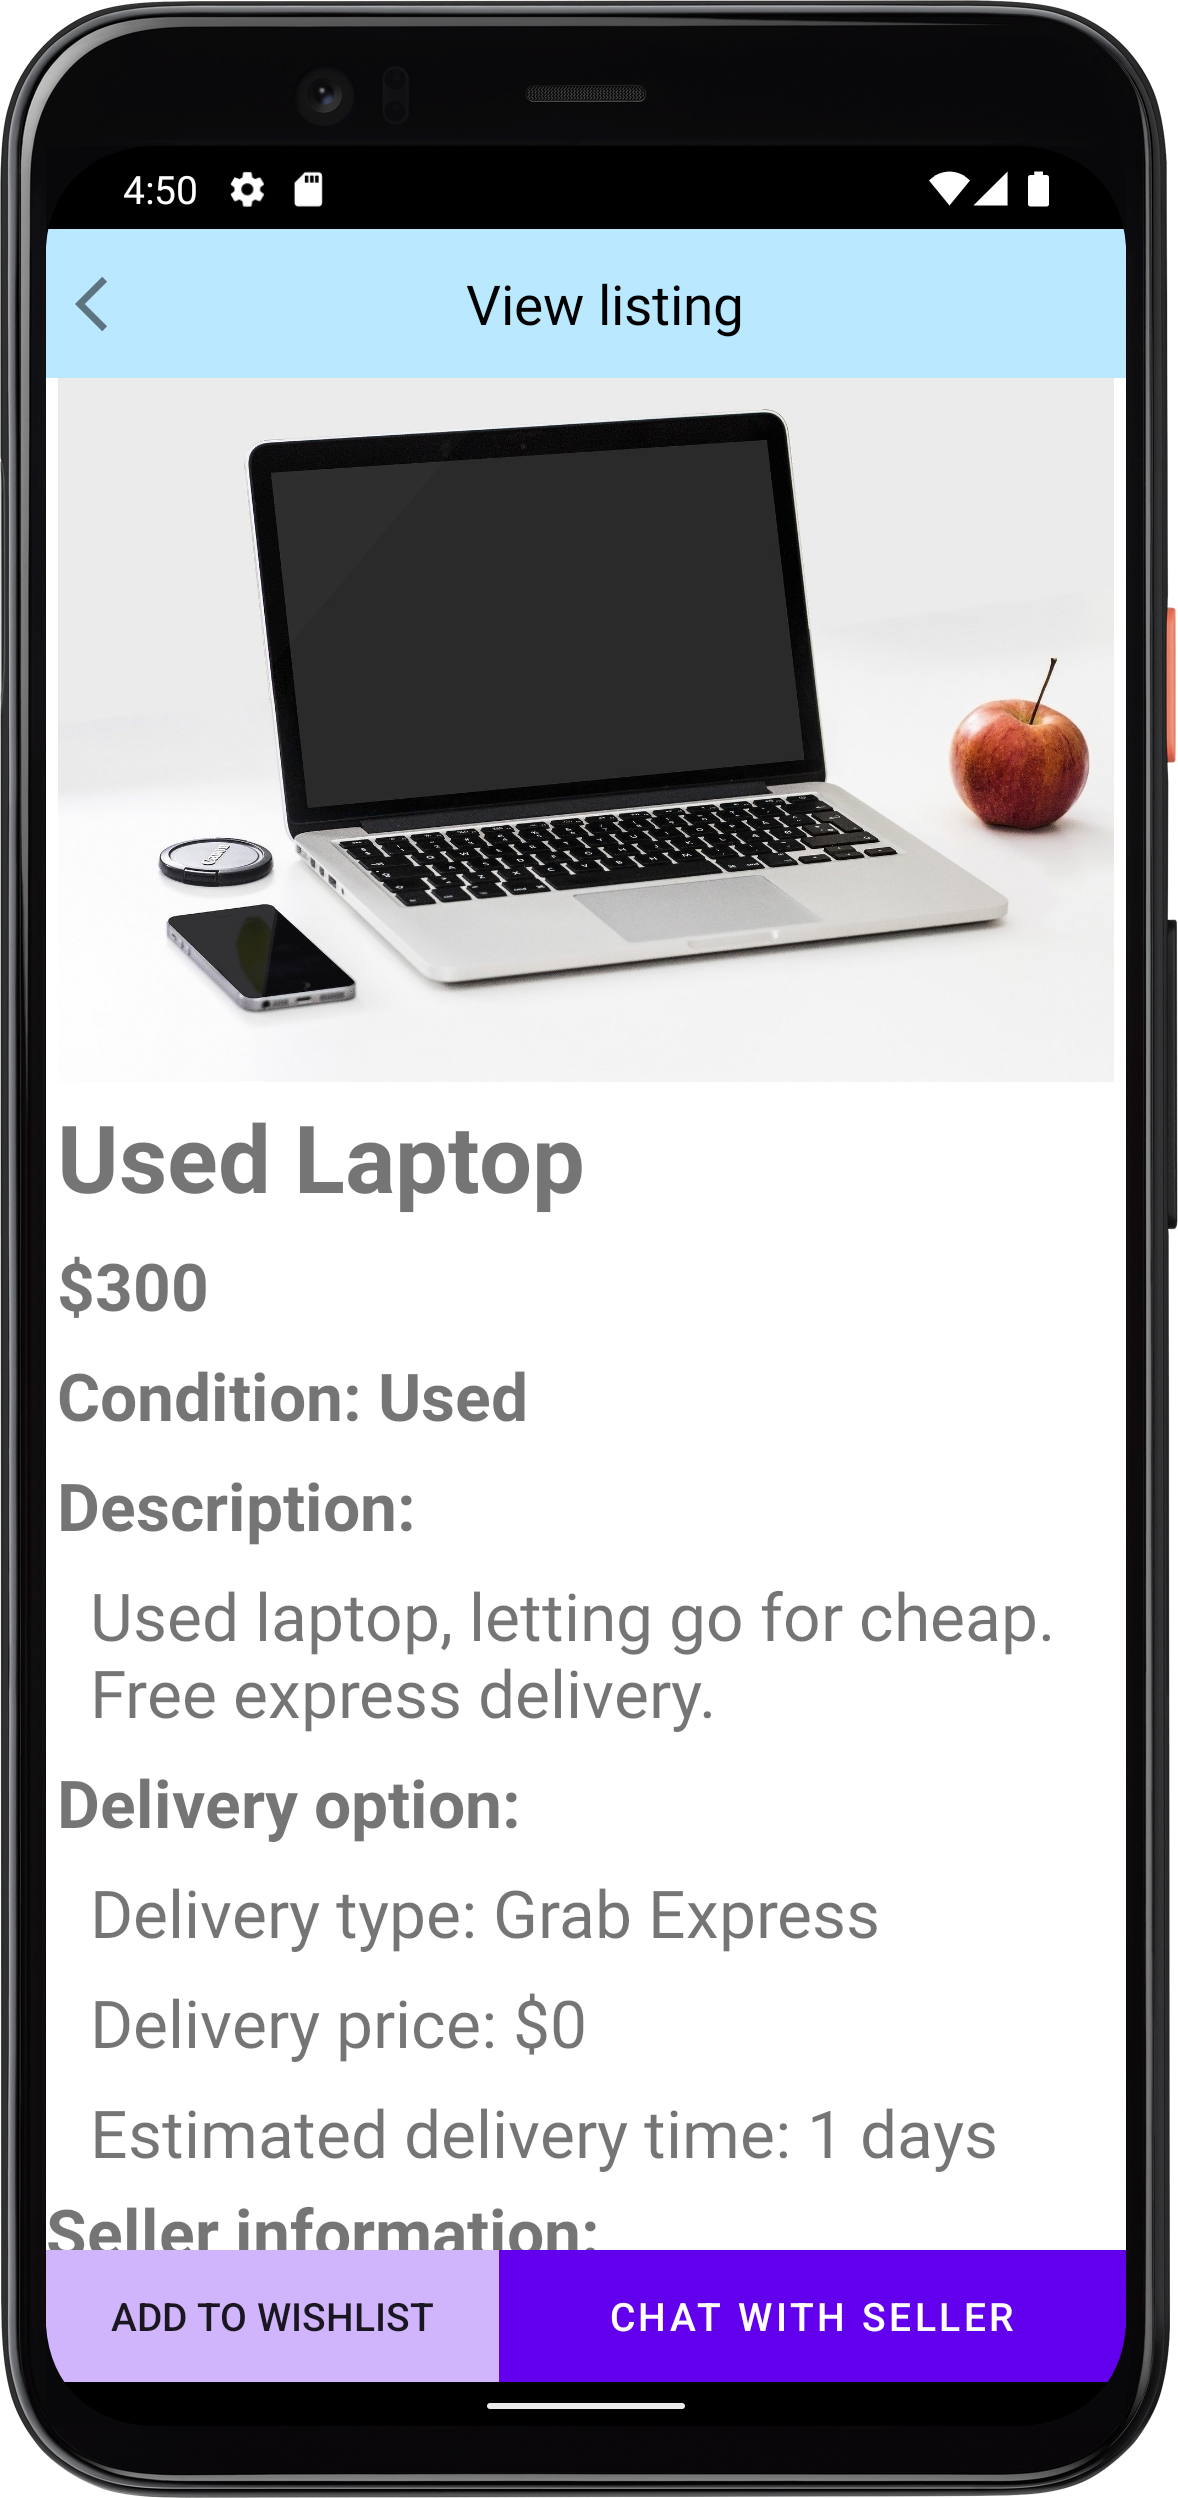 4:50
View listing
Used Laptop
$300
Condition: Used
Description:
Used laptop, letting go for cheap.
Free express delivery.
Delivery option:
Delivery type: Grab Express
Delivery price: $0
Estimated delivery time: 1 days
Seller information:
ADD TO WISHLIST
CHAT WITH SELLER